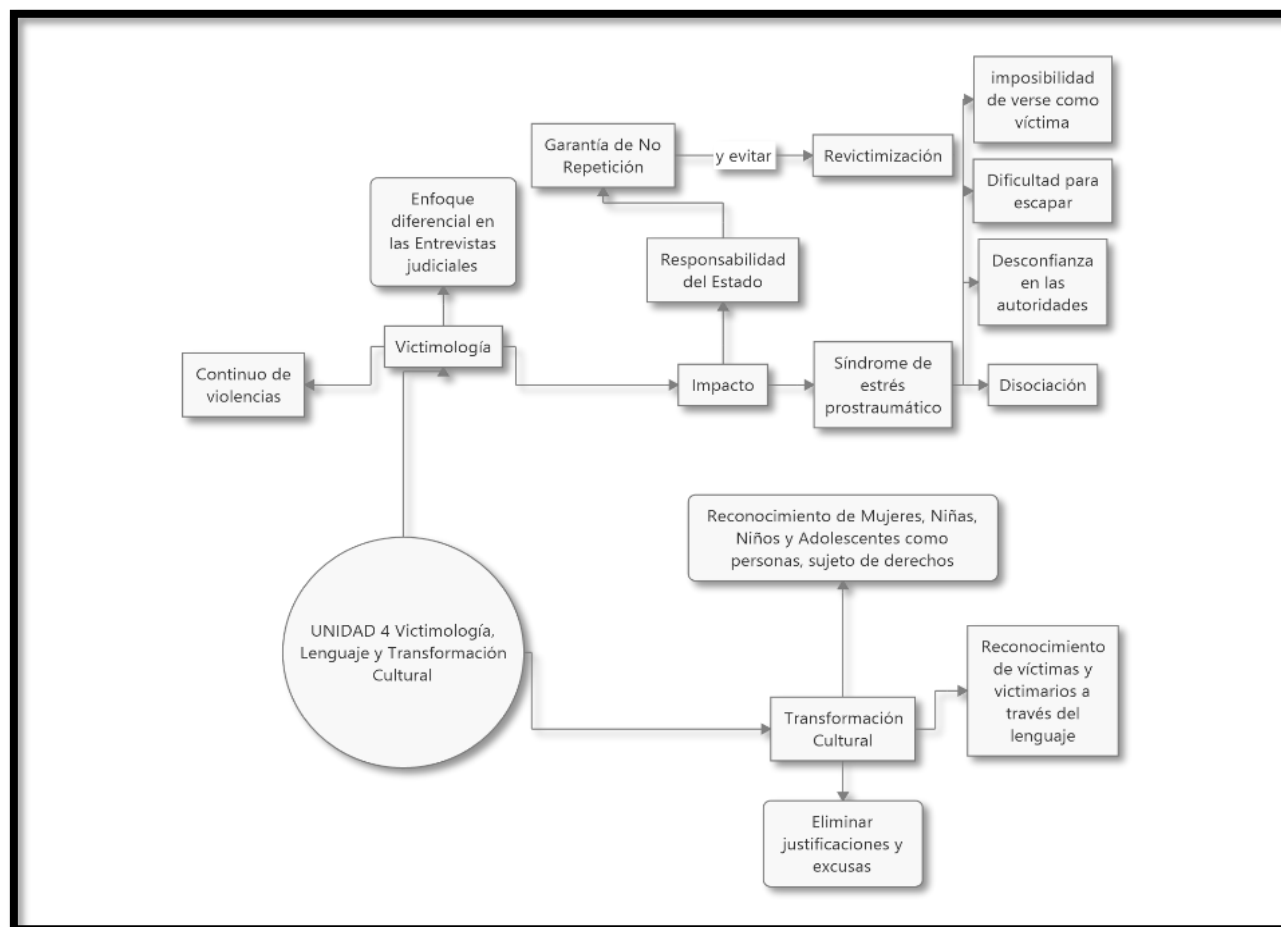 imposibilidad
de verse como
víctima
Garantía de No
Repetición
y evitar
Revictimización
Enfoque
diferencial en
las Entrevistas
judiciales
Dificultad para
escapar
Responsabilidad
del Estado
Desconfianza
en las
autoridades
Victimología
Continuo de
violencias
Impacto
Síndrome de
estrés
prostraumático
Disociación
Reconocimiento de Mujeres, Niñas,
Niños y Adolescentes como
personas, sujeto de derechos
UNIDAD 4 Victimología,
Lenguaje y Transformación
Cultural
Reconocimiento
de víctimas y
victimarios a
través del
lenguaje
Transformación
Cultural
Eliminar
justificaciones y
excusas